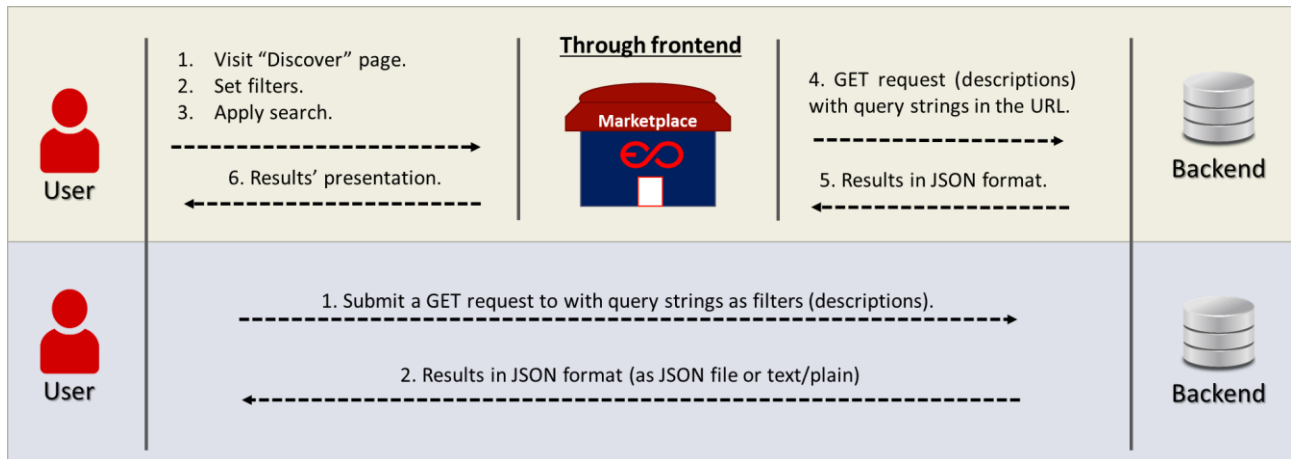 Through frontend
1. Visit “Discover” page.
2. Set filters.
3. Apply search.
Marketplace
4. GET request (descriptions)
with query strings in the URL.
6. Results’ presentation.
5. Results in JSON format.
User
Backend
1. Submit a GET request to with query strings as filters (descriptions).
2. Results in JSON format (as JSON file or text/plain)
User
Backend